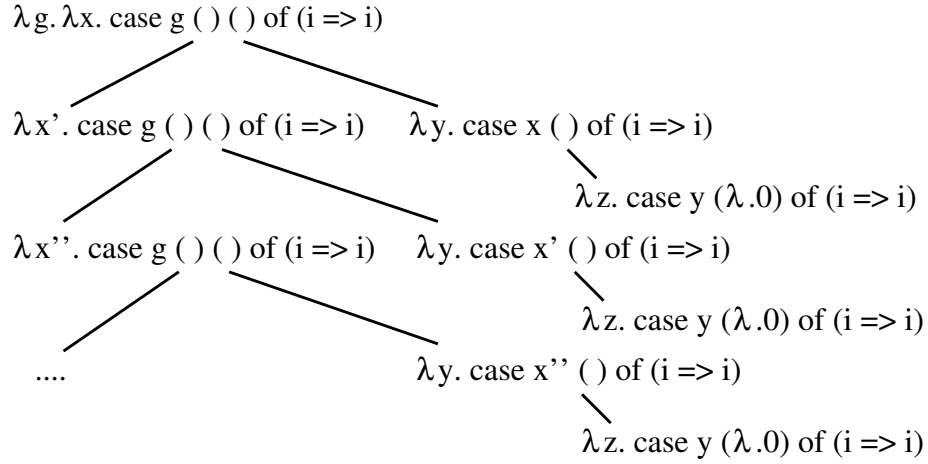 λg. λx. case g ( ) ( ) of (i => i)
λx'. case g ( ) ( ) of (i => i) λy. case x ( ) of (i => i)
λz. case y (λ.0) of (i => i)
λx''. case g ( ) ( ) of (i => i) λy. case x' ( ) of (i => i)
λz. case y (λ.0) of (i => i)
.... λy. case x'' ( ) of (i => i)
λz. case y (λ.0) of (i => i)